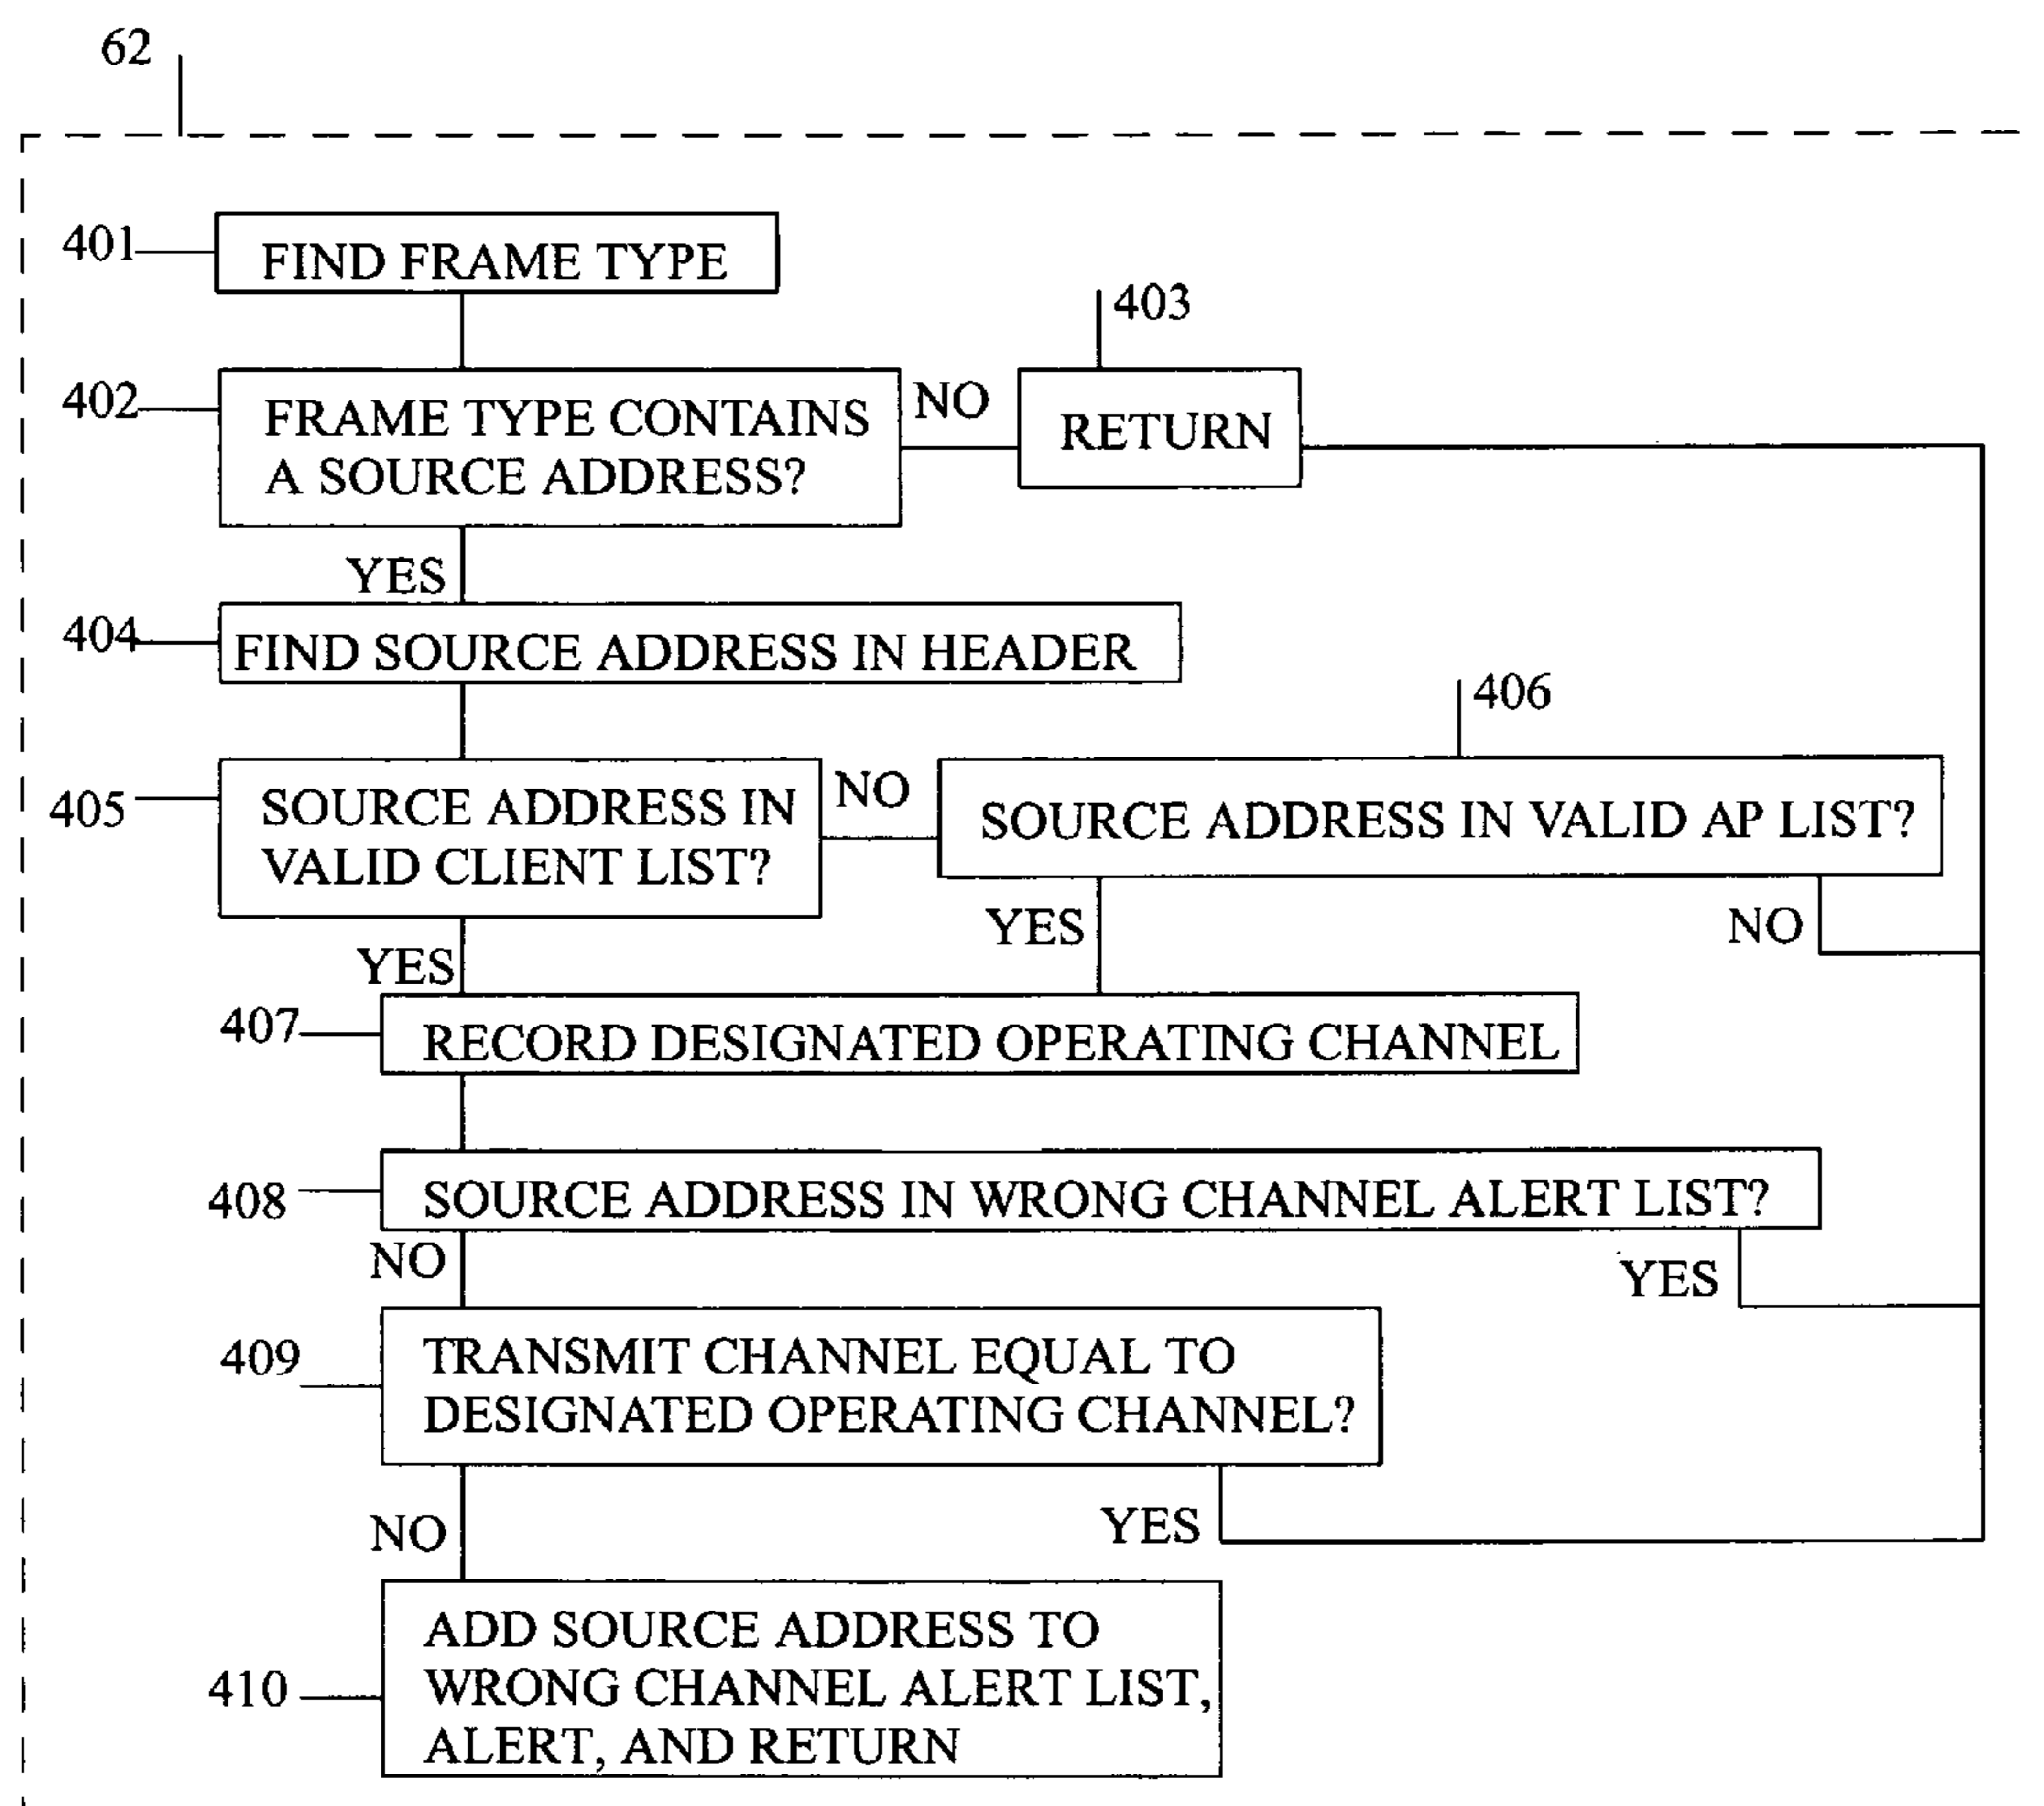 62
401
FIND FRAME TYPE
403
402
FRAME TYPE CONTAINS
A SOURCE ADDRESS?
NO
RETURN
YES
404
FIND SOURCE ADDRESS IN HEADER
406
405
SOURCE ADDRESS IN
VALID CLIENT LIST?
NO
SOURCE ADDRESS IN VALID AP LIST?
YES
YES
NO
407
RECORD DESIGNATED OPERATING CHANNEL
408
SOURCE ADDRESS IN WRONG CHANNEL ALERT LIST?
NO
YES
409
TRANSMIT CHANNEL EQUAL TO
DESIGNATED OPERATING CHANNEL?
NO
YES
410
ADD SOURCE ADDRESS TO
WRONG CHANNEL ALERT LIST,
ALERT, AND RETURN